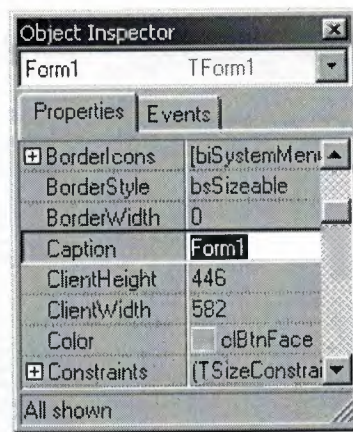 Object Inspector
Form1 TForm1
Properties Events
BorderIcons [biSystemMenu
BorderStyle bsSizeable
BorderWidth 0
Caption Form1
ClientHeight 446
ClientWidth 582
Color clBtnFace
Constraints (TSizeConstrai
All shown